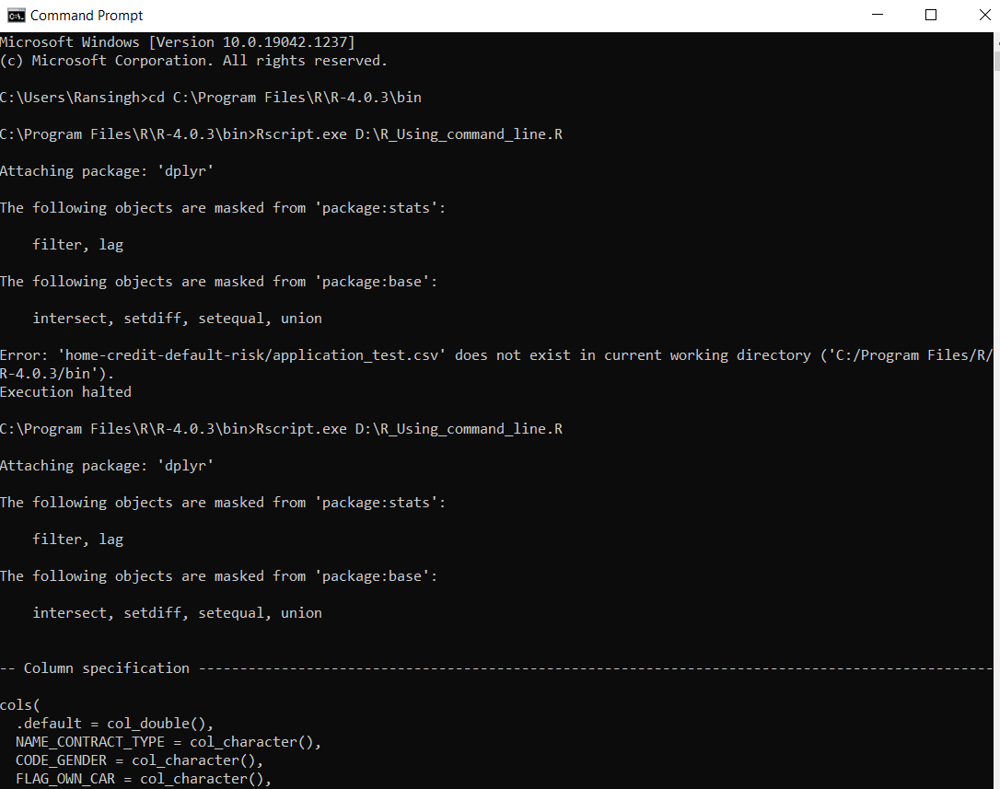 Command Prompt
Microsoft Windows [Version 10.0.19042.1237]
(c) Microsoft Corporation. All rights reserved.
C:\Users\Ransingh>cd C:\Program Files\R\R-4.0.3\bin
C:\Program Files\R\R-4.0.3\bin>Rscript.exe D:\R_Using_command_line.R
Attaching package: 'dplyr'
The following objects are masked from 'package:stats':
    filter, lag
The following objects are masked from 'package:base':
    intersect, setdiff, setequal, union
Error: 'home-credit-default-risk/application_test.csv' does not exist in current working directory ('C:/Program Files/R/
R-4.0.3/bin').
Execution halted
C:\Program Files\R\R-4.0.3\bin>Rscript.exe D:\R_Using_command_line.R
Attaching package: 'dplyr'
The following objects are masked from 'package:stats':
    filter, lag
The following objects are masked from 'package:base':
    intersect, setdiff, setequal, union
-- Column specification ------------------------------------------------------------------------------------------------
cols(
  .default = col_double(),
  NAME_CONTRACT_TYPE = col_character(),
  CODE_GENDER = col_character(),
  FLAG_OWN_CAR = col_character(),